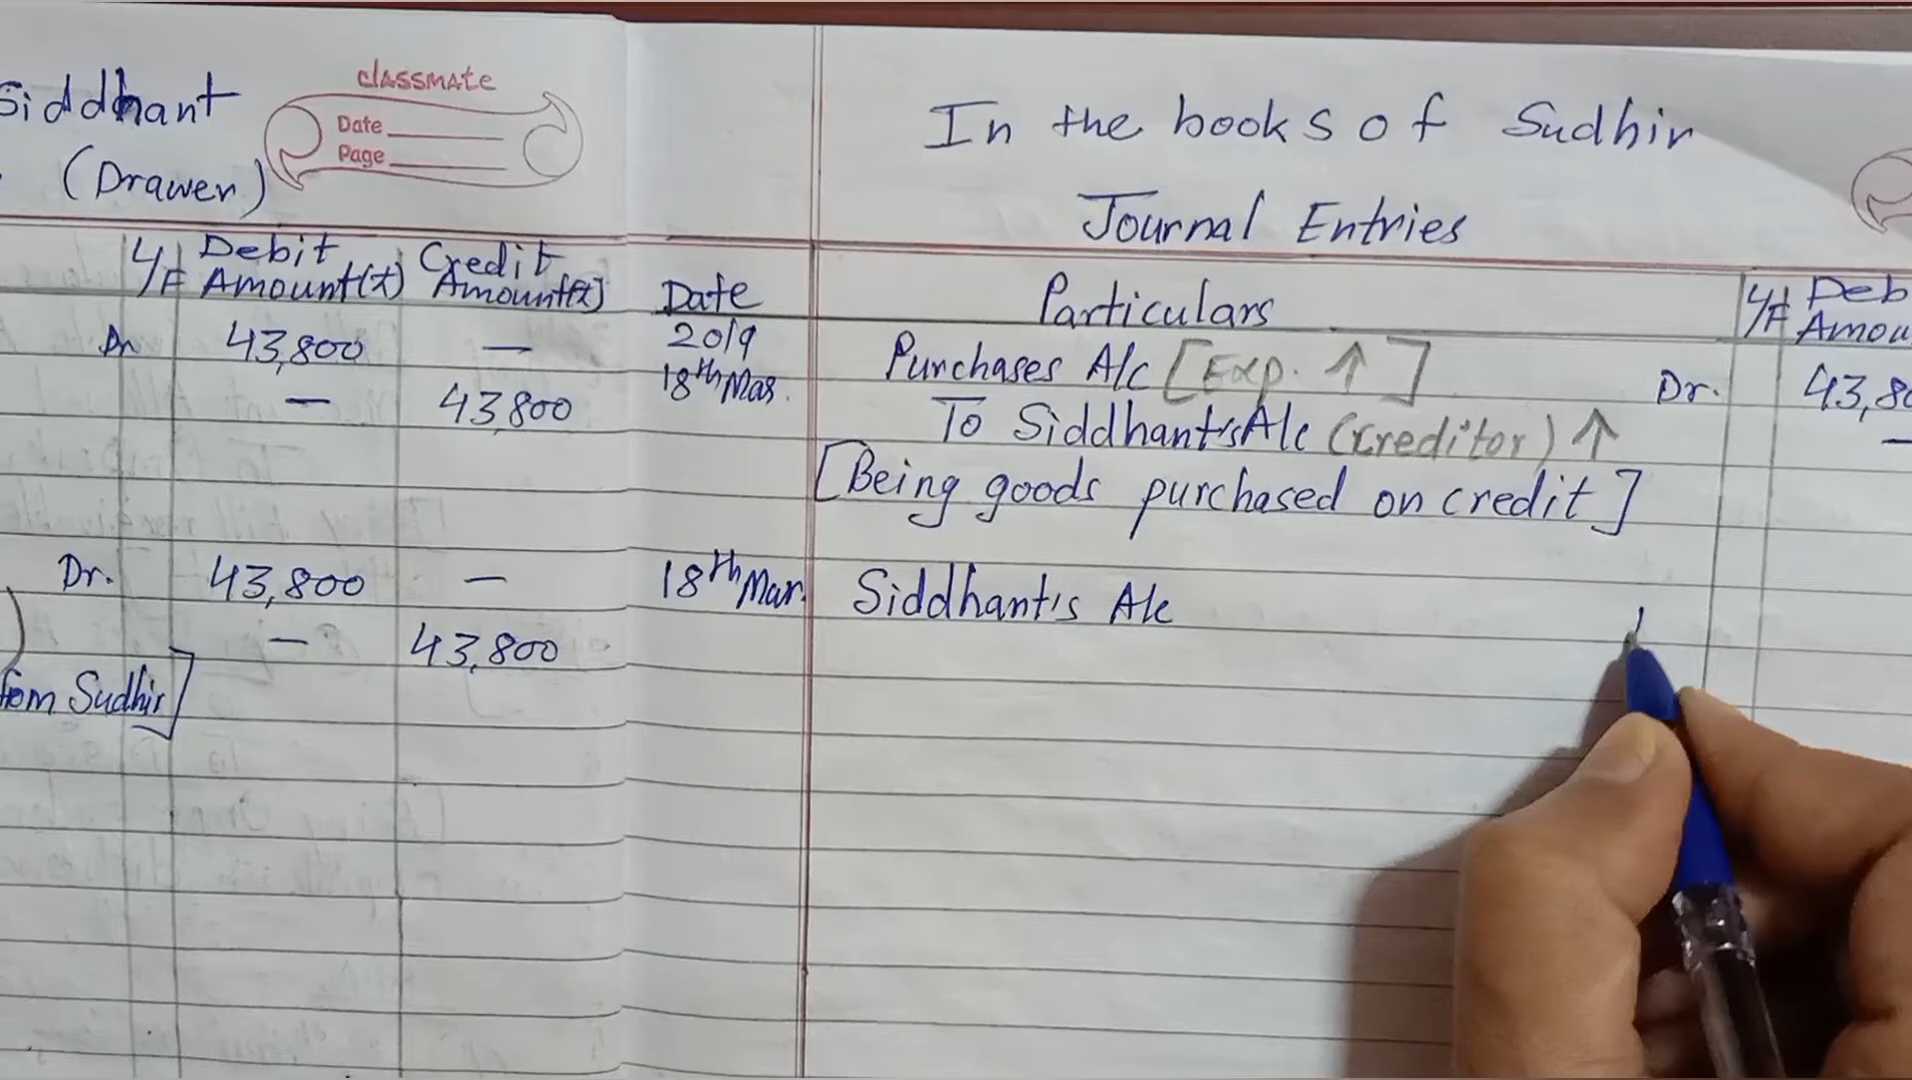 Siddhant
(Drawer)
classmate
Date
Page
L/F Debit Amount(₹) Credit Amount(₹)
Dr 43,800 —
— 43,800
Dr. 43,800 —
— 43,800
from Sudhir]
In the books of Sudhir
Journal Entries
Date Particulars L/F Deb
Amou
2019
18th Mar. Purchases A/c [Exp. ↑] Dr. 43,80
To Siddhant's A/c (Creditor) ↑ —
[Being goods purchased on credit]
18th Mar. Siddhant's A/c